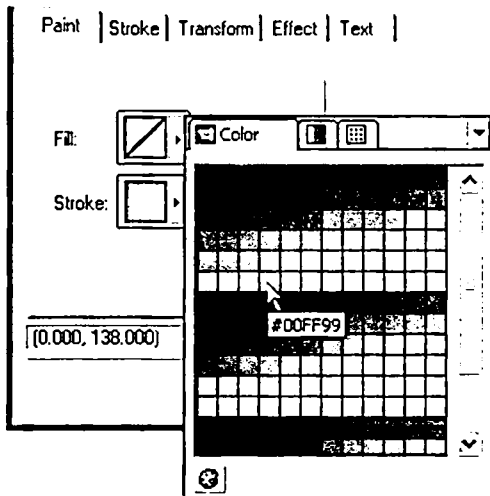 Paint Stroke Transform Effect Text
Color
Fill:
Stroke:
#00FF99
(0.000, 138.000)